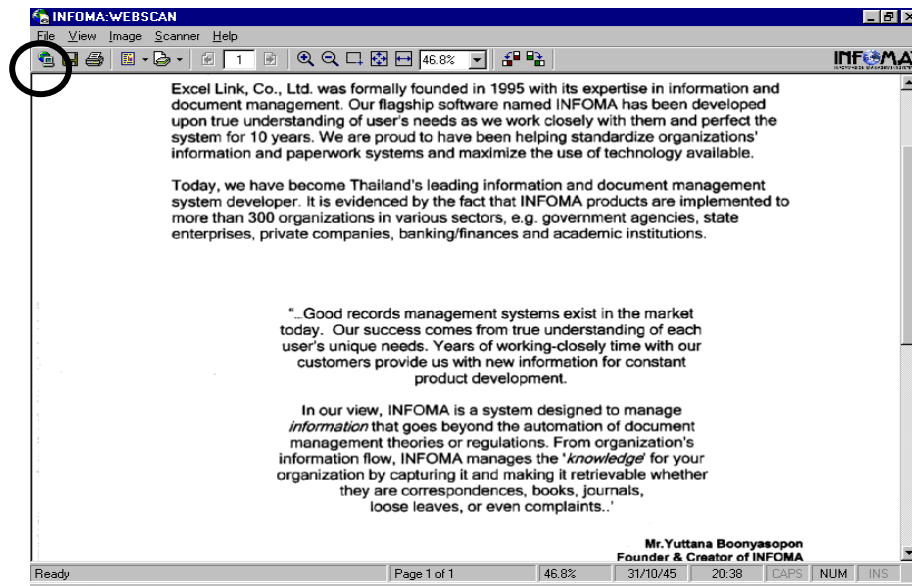 INFOMA:WEBSCAN
File View Image Scanner Help
1 46.8% INFOMA
Excel Link, Co., Ltd. was formally founded in 1995 with its expertise in information and
document management. Our flagship software named INFOMA has been developed
upon true understanding of user's needs as we work closely with them and perfect the
system for 10 years. We are proud to have been helping standardize organizations'
information and paperwork systems and maximize the use of technology available.
Today, we have become Thailand's leading information and document management
system developer. It is evidenced by the fact that INFOMA products are implemented to
more than 300 organizations in various sectors, e.g. government agencies, state
enterprises, private companies, banking/finances and academic institutions.
"...Good records management systems exist in the market
today. Our success comes from true understanding of each
user's unique needs. Years of working-closely time with our
customers provide us with new information for constant
product development.
In our view, INFOMA is a system designed to manage
information that goes beyond the automation of document
management theories or regulations. From organization's
information flow, INFOMA manages the 'knowledge' for your
organization by capturing it and making it retrievable whether
they are correspondences, books, journals,
loose leaves, or even complaints..'
Mr.Yuttana Boonyasopon
Founder & Creator of INFOMA
Ready Page 1 of 1 46.8% 31/10/45 20:38 CAPS NUM INS